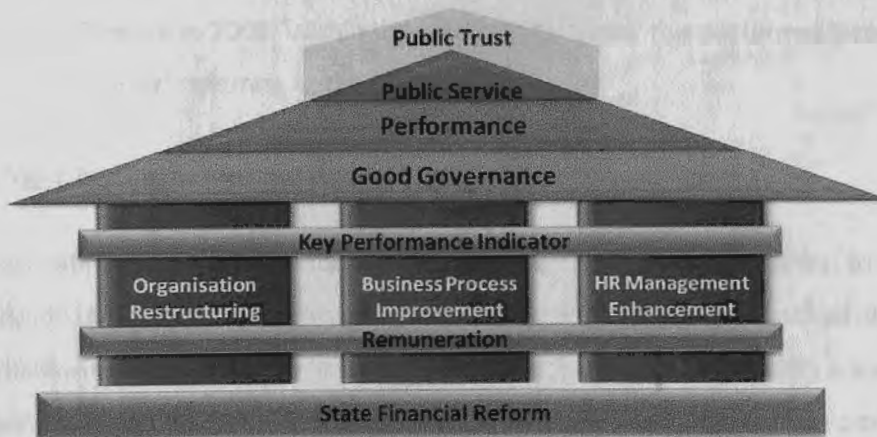 Public Trust
Public Service
Performance
Good Governance
Key Performance Indicator
Organisation
Restructuring
Business Process
Improvement
HR Management
Enhancement
Remuneration
State Financial Reform